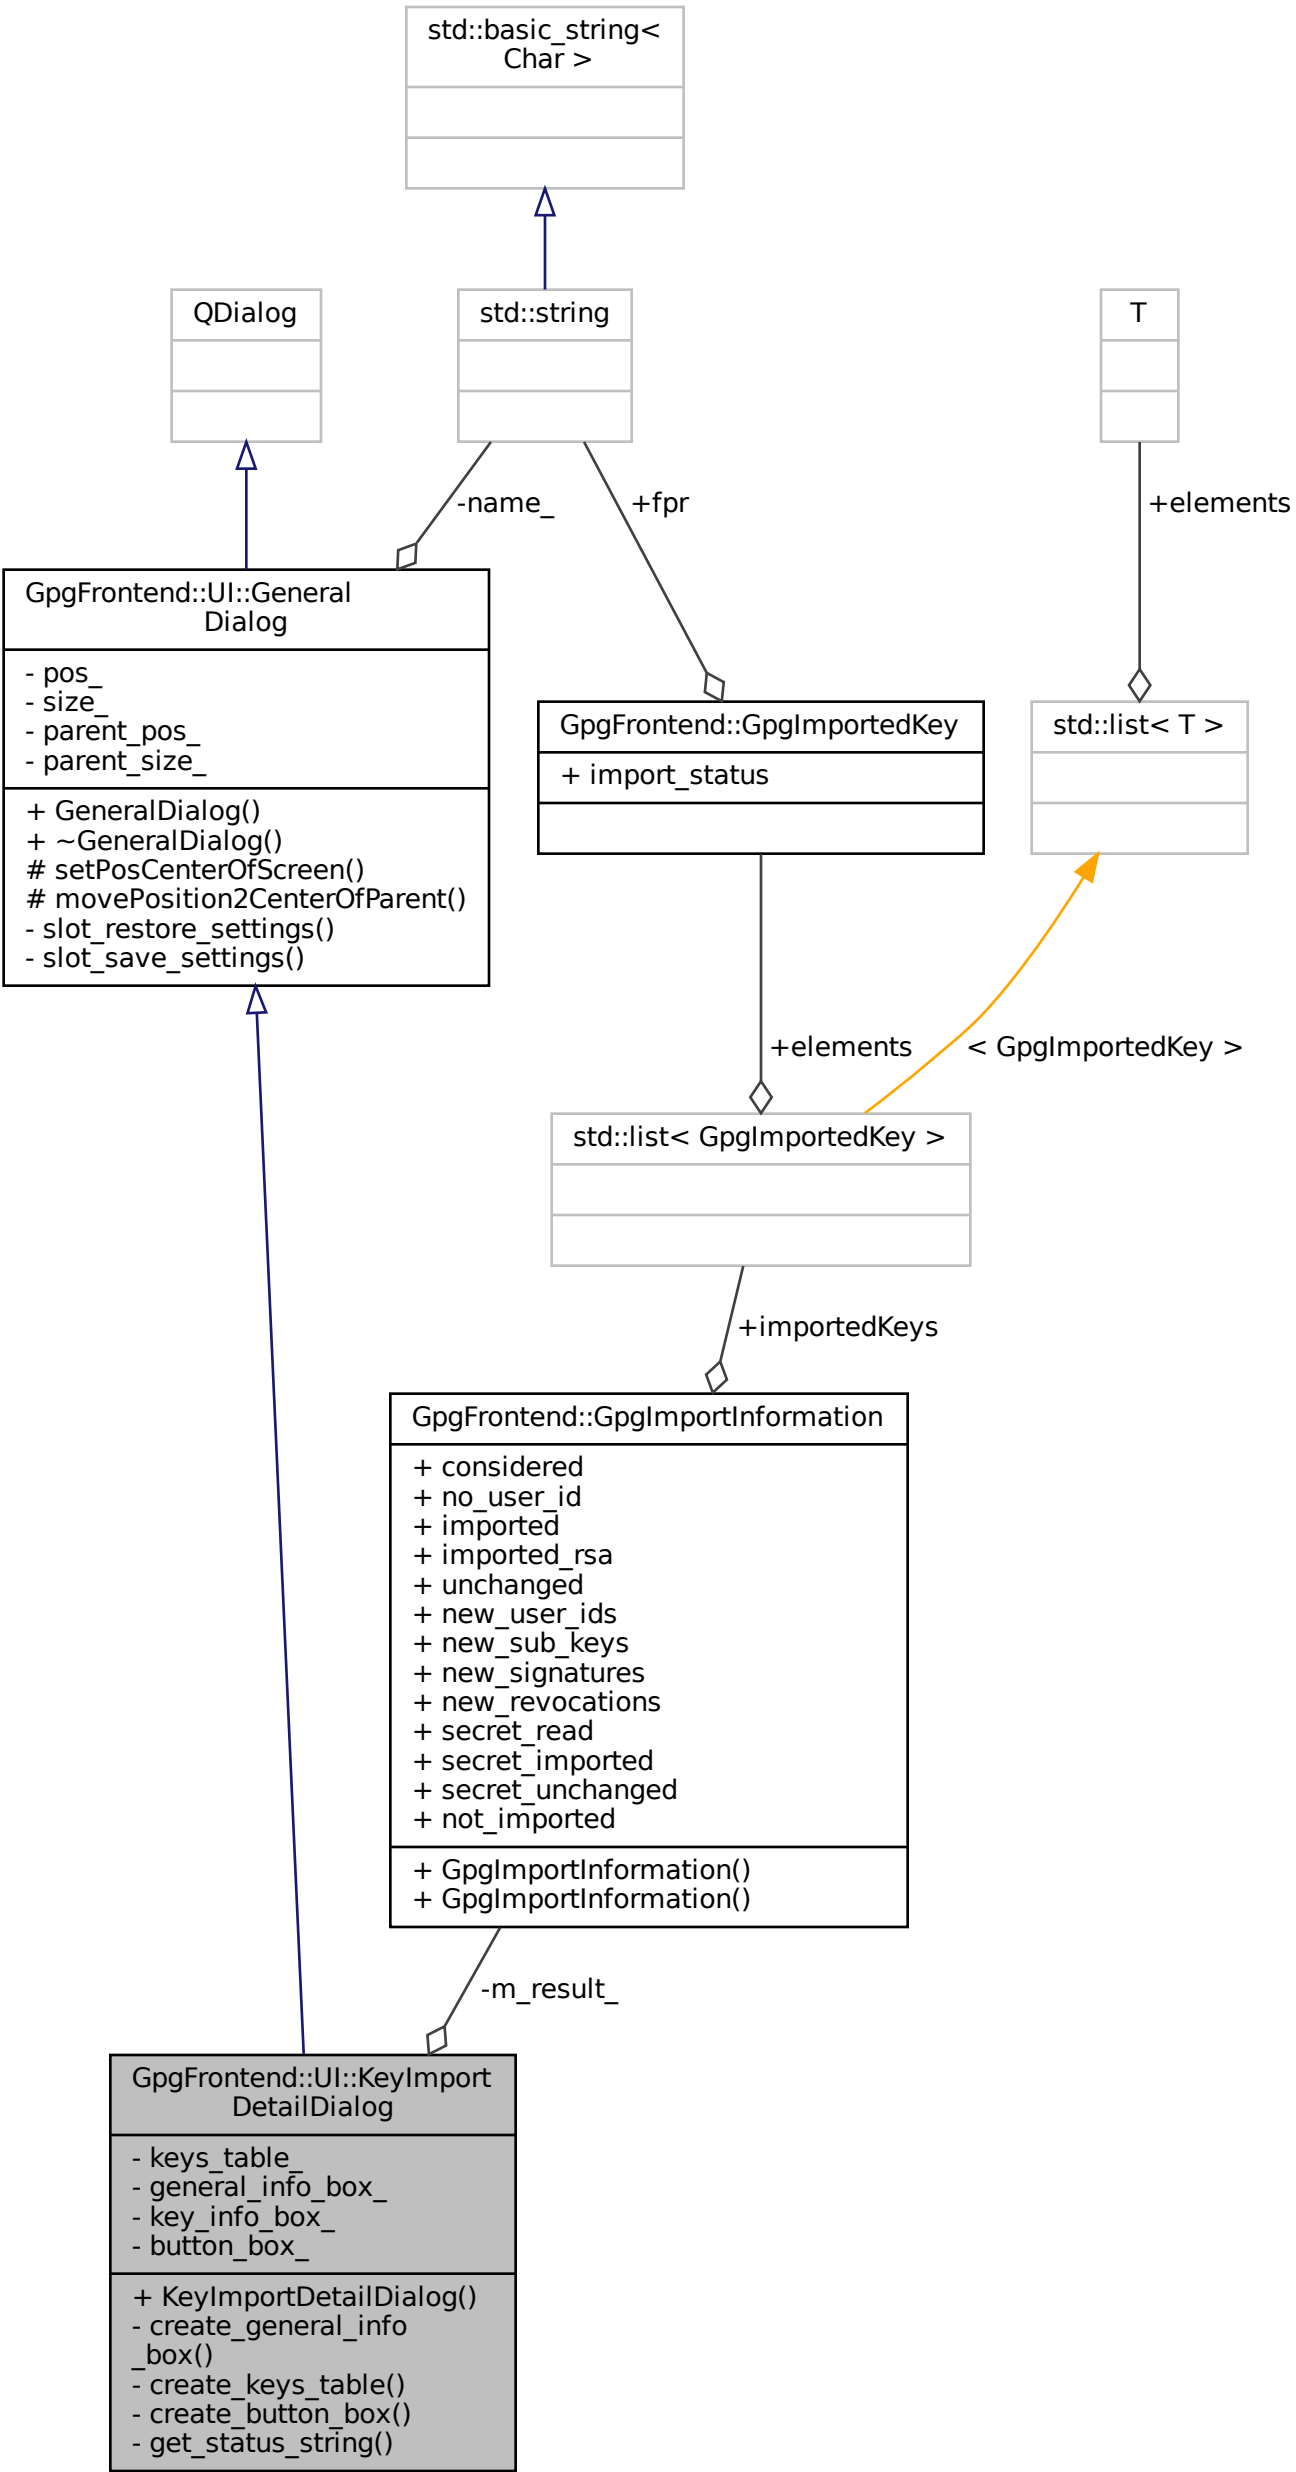 std::basic_string<
Char >
QDialog
std::string
T
-name_
+fpr
+elements
GpgFrontend::UI::General
Dialog
- pos_
- size_
- parent_pos_
- parent_size_
+ GeneralDialog()
+ ~GeneralDialog()
# setPosCenterOfScreen()
# movePosition2CenterOfParent()
- slot_restore_settings()
- slot_save_settings()
GpgFrontend::GpgImportedKey
+ import_status
std::list< T >
+elements
< GpgImportedKey >
std::list< GpgImportedKey >
+importedKeys
GpgFrontend::GpgImportInformation
+ considered
+ no_user_id
+ imported
+ imported_rsa
+ unchanged
+ new_user_ids
+ new_sub_keys
+ new_signatures
+ new_revocations
+ secret_read
+ secret_imported
+ secret_unchanged
+ not_imported
+ GpgImportInformation()
+ GpgImportInformation()
-m_result_
GpgFrontend::UI::KeyImport
DetailDialog
- keys_table_
- general_info_box_
- key_info_box_
- button_box_
+ KeyImportDetailDialog()
- create_general_info
_box()
- create_keys_table()
- create_button_box()
- get_status_string()